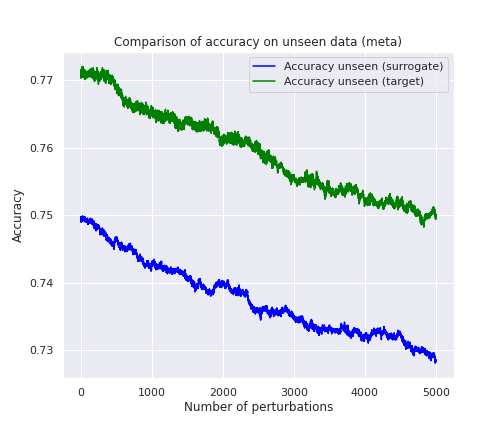 Comparison of accuracy on unseen data (meta)
Accuracy unseen (surrogate)
Accuracy unseen (target)
0.77
0.76
0.75
0.74
0.73
Accuracy
0 1000 2000 3000 4000 5000
Number of perturbations